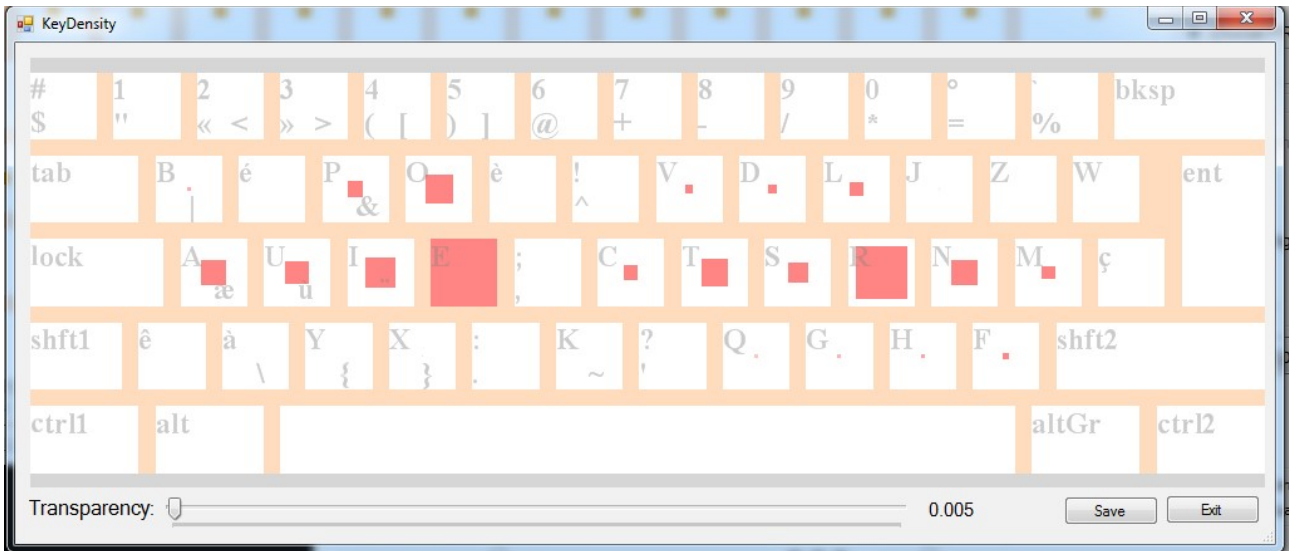 KeyDensity
# 1 2 3 4 5 6 7 8 9 0 ° ` bksp
$ " « < » > ( [ ) ] @ + - / * = %
tab B é P O è ! V D L J Z W ent
| & ^
lock A U I E ; C T S R N M ç
æ ù ¨ ,
shft1 ê à Y X : K ? Q G H F shft2
\ { } . ~ '
ctrl1 alt altGr ctrl2
Transparency: 0.005 Save Exit